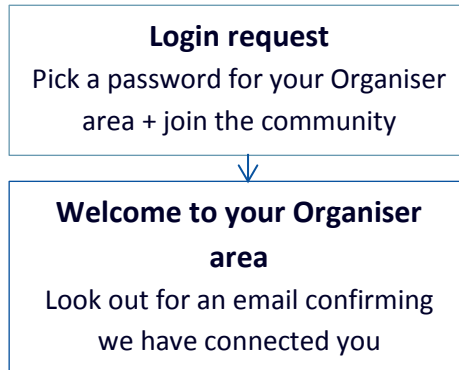 Login request
Pick a password for your Organiser
area + join the community
Welcome to your Organiser
area
Look out for an email confirming
we have connected you